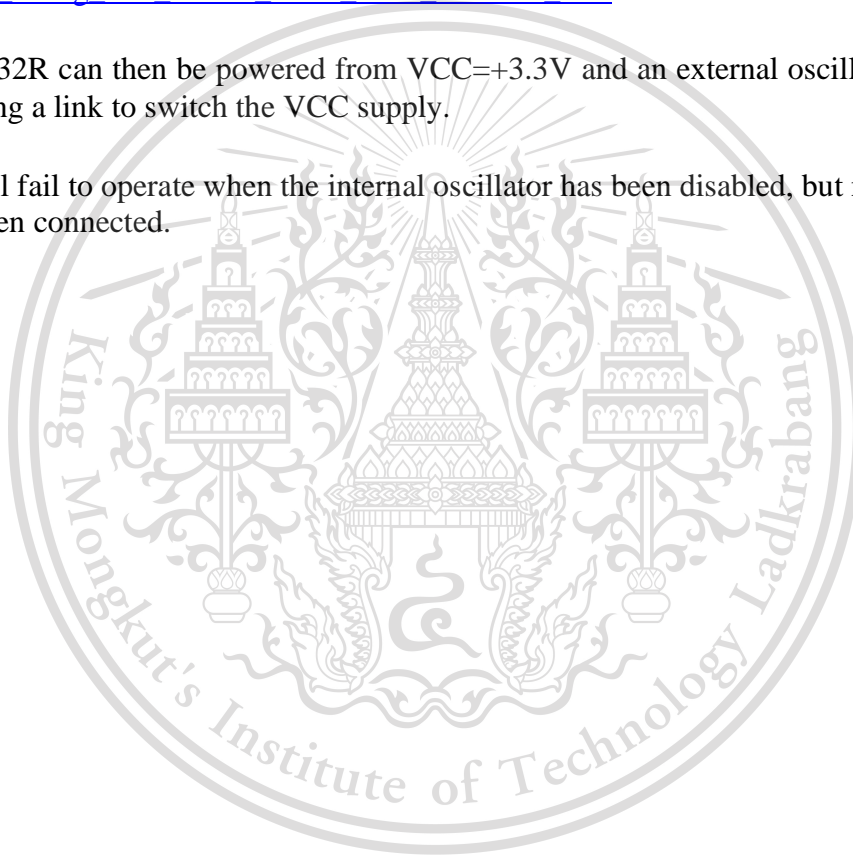 32R can then be powered from VCC=+3.3V and an external oscill
ng a link to switch the VCC supply.
l fail to operate when the internal oscillator has been disabled, but
en connected.
King Mongkut's Institute of Technology Ladkrabang